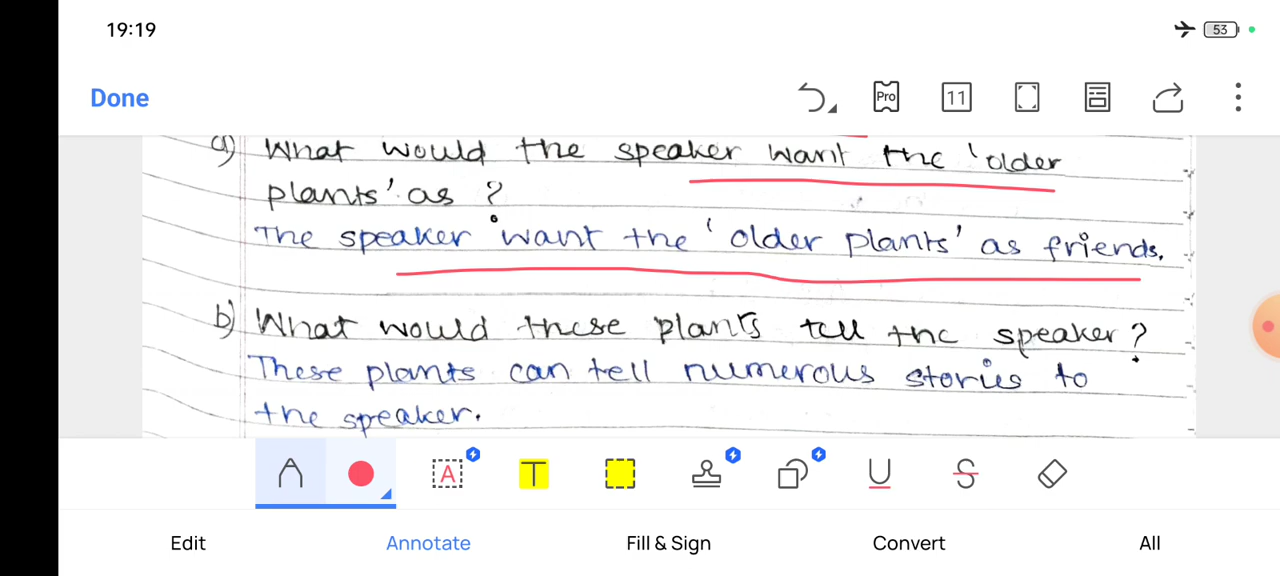 19:19
53
Done
Pro
11
a) What would the speaker want the 'older
plants' as ?
The speaker want the 'older plants' as friends.
b) What would these plants tell the speaker?
These plants can tell numerous stories to
the speaker.
A
T
U
S
Edit
Annotate
Fill & Sign
Convert
All